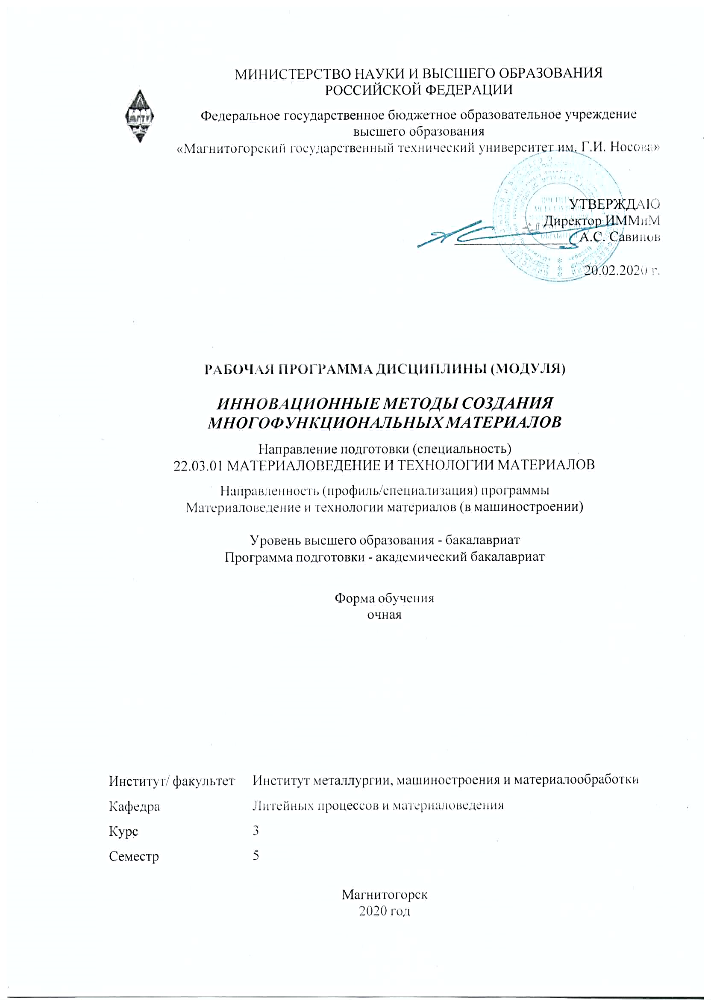 МИНИСТЕРСТВО НАУКИ И ВЫСШЕГО ОБРАЗОВАНИЯ
РОССИЙСКОЙ ФЕДЕРАЦИИ
Федеральное государственное бюджетное образовательное учреждение
высшего образования
«Магнитогорский государственный технический университет им. Г.И. Носова»
УТВЕРЖДАЮ
Директор ИММиМ
А.С. Савинов
20.02.2020 г.
РАБОЧАЯ ПРОГРАММА ДИСЦИПЛИНЫ (МОДУЛЯ)
ИННОВАЦИОННЫЕ МЕТОДЫ СОЗДАНИЯ
МНОГОФУНКЦИОНАЛЬНЫХ МАТЕРИАЛОВ
Направление подготовки (специальность)
22.03.01 МАТЕРИАЛОВЕДЕНИЕ И ТЕХНОЛОГИИ МАТЕРИАЛОВ
Направленность (профиль/специализация) программы
Материаловедение и технологии материалов (в машиностроении)
Уровень высшего образования - бакалавриат
Программа подготовки - академический бакалавриат
Форма обучения
очная
Институт/ факультет Институт металлургии, машиностроения и материалообработки
Кафедра Литейных процессов и материаловедения
Курс 3
Семестр 5
Магнитогорск
2020 год